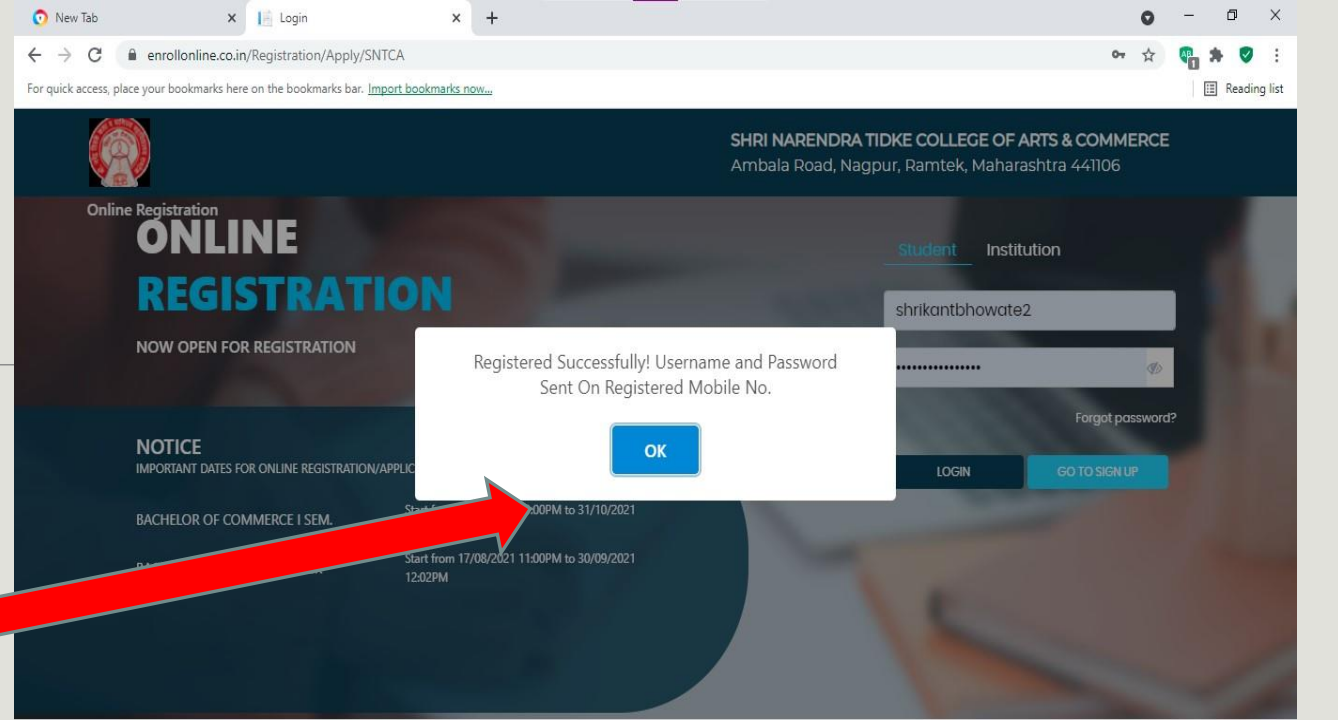 New Tab
Login
enrollonline.co.in/Registration/Apply/SNTCA
AB
1
For quick access, place your bookmarks here on the bookmarks bar. Import bookmarks now...
Reading list
SHRI NARENDRA TIDKE COLLEGE OF ARTS & COMMERCE
Ambala Road, Nagpur, Ramtek, Maharashtra 441106
Online Registration
ONLINE
REGISTRATION
NOW OPEN FOR REGISTRATION
Student Institution
shrikantbhowate2
••••••••••••••••
Forgot password?
LOGIN GO TO SIGN UP
Registered Successfully! Username and Password
Sent On Registered Mobile No.
OK
NOTICE
IMPORTANT DATES FOR ONLINE
BACHELOR OF COMMERCE I SEM.
to 31/10/2021
Start from 17/08/2021 11:00PM to 30/09/2021
12:02PM